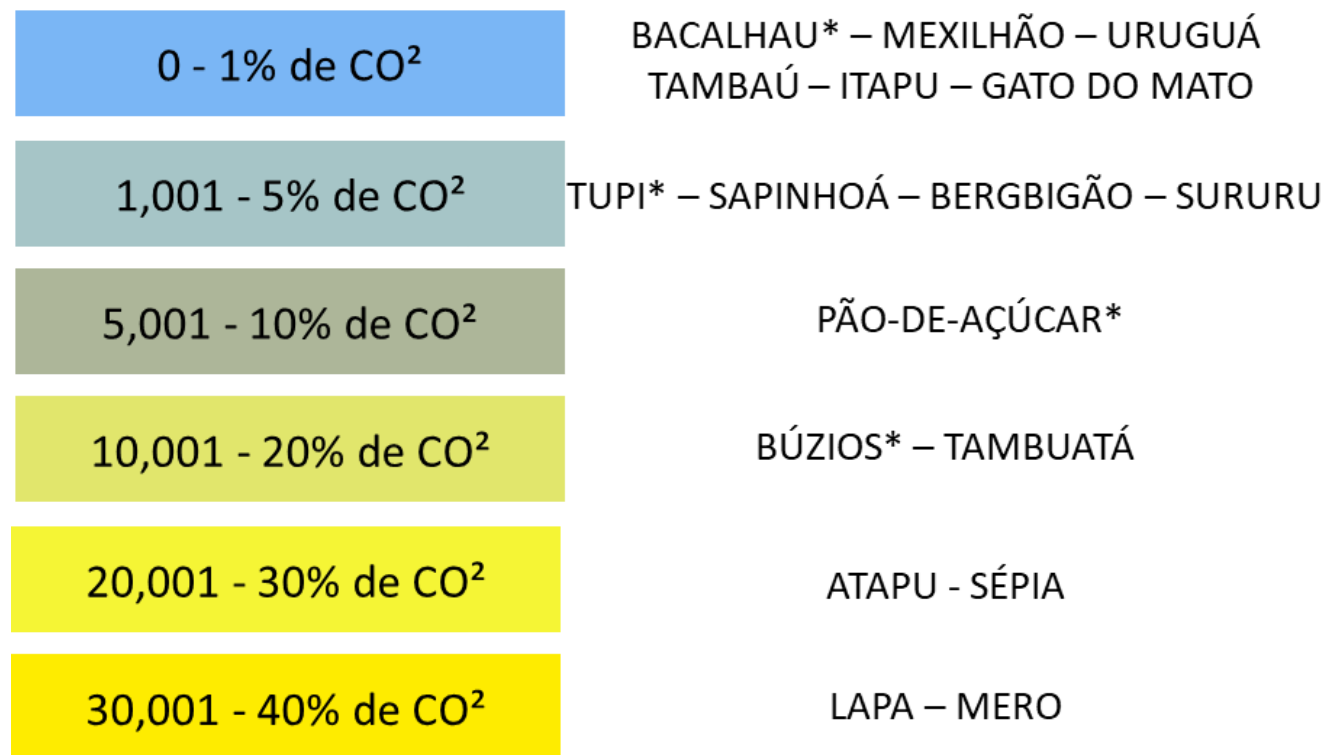 0 - 1% de CO²
BACALHAU* – MEXILHÃO – URUGUÁ
TAMBAÚ – ITAPU – GATO DO MATO
1,001 - 5% de CO²
TUPI* – SAPINHOÁ – BERGBIGÃO – SURURU
5,001 - 10% de CO²
PÃO-DE-AÇÚCAR*
10,001 - 20% de CO²
BÚZIOS* – TAMBUATÁ
20,001 - 30% de CO²
ATAPU - SÉPIA
30,001 - 40% de CO²
LAPA – MERO